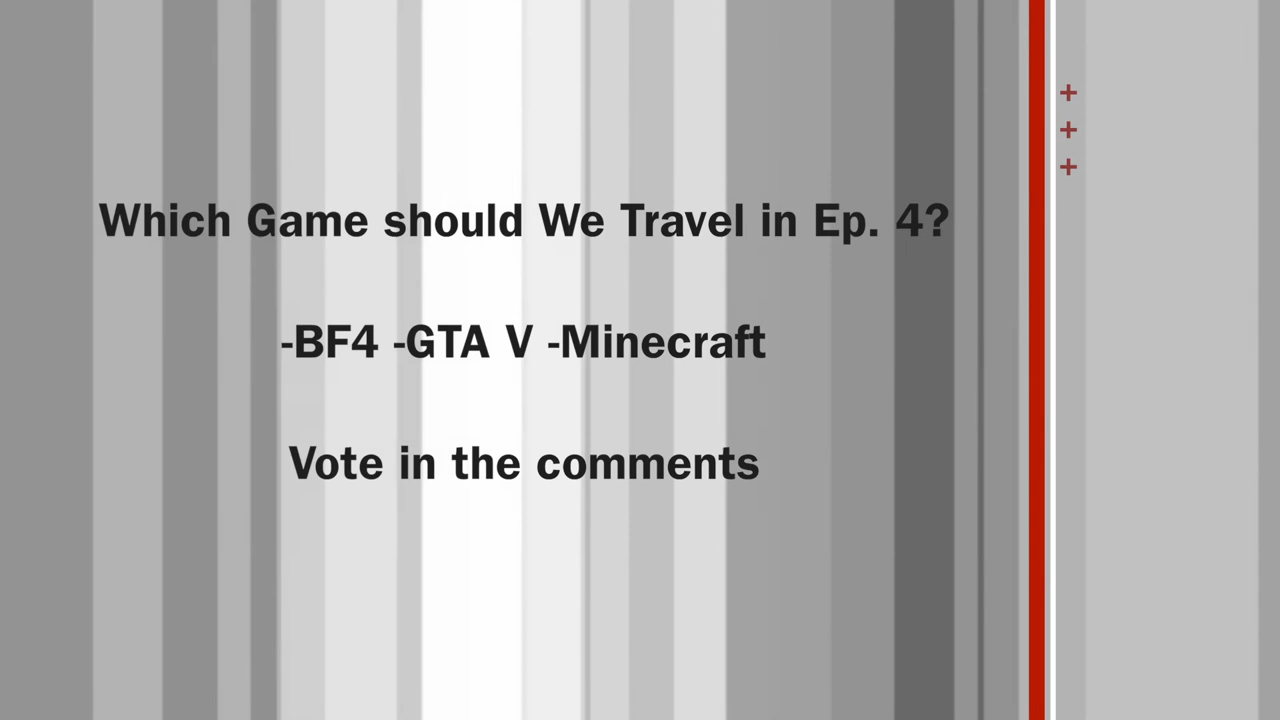 Which Game should We Travel in Ep. 4?
-BF4 -GTA V -Minecraft
Vote in the comments
+
+
+